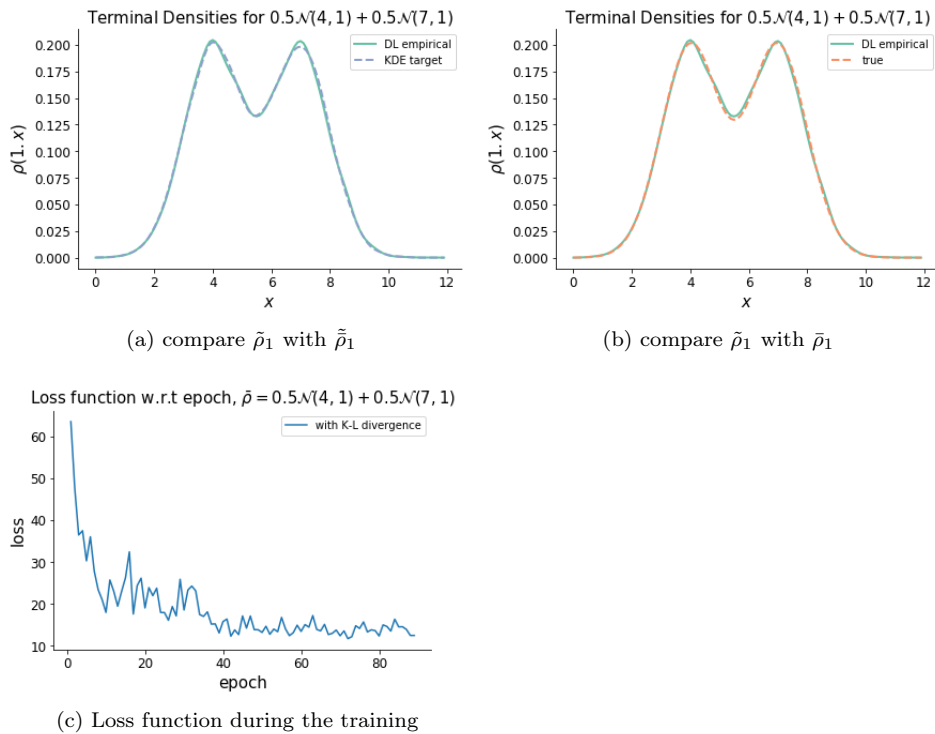 Terminal Densities for 0.5𝒩(4, 1) + 0.5𝒩(7, 1)
DL empirical
KDE target
0.200
0.175
0.150
0.125
0.100
0.075
0.050
0.025
0.000
ρ(1. x)
0 2 4 6 8 10 12
x
(a) compare ρ̃₁ with ρ̄̃₁
Terminal Densities for 0.5𝒩(4, 1) + 0.5𝒩(7, 1)
DL empirical
true
0.200
0.175
0.150
0.125
0.100
0.075
0.050
0.025
0.000
ρ(1. x)
0 2 4 6 8 10 12
x
(b) compare ρ̃₁ with ρ̄₁
Loss function w.r.t epoch, ρ̄ = 0.5𝒩(4, 1) + 0.5𝒩(7, 1)
with K-L divergence
60
50
40
30
20
10
loss
0 20 40 60 80
epoch
(c) Loss function during the training